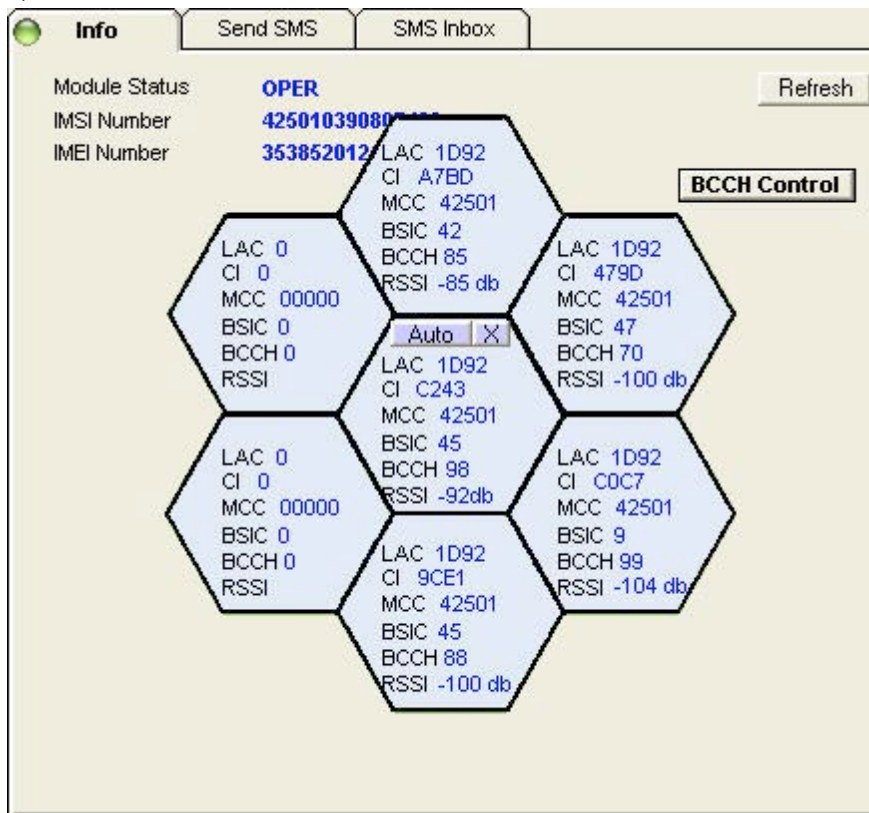 Info
Send SMS
SMS Inbox
Module Status OPER
Refresh
IMSI Number
IMEI Number
BCCH Control
LAC 1D92
CI A7BD
MCC 42501
BSIC 42
BCCH 85
RSSI -85 db
LAC 0
CI 0
MCC 00000
BSIC 0
BCCH 0
RSSI
LAC 1D92
CI 479D
MCC 42501
BSIC 47
BCCH 70
RSSI -100 db
Auto X
LAC 1D92
CI C243
MCC 42501
BSIC 45
BCCH 98
RSSI -92db
LAC 0
CI 0
MCC 00000
BSIC 0
BCCH 0
RSSI
LAC 1D92
CI C0C7
MCC 42501
BSIC 9
BCCH 99
RSSI -104 db
LAC 1D92
CI 9CE1
MCC 42501
BSIC 45
BCCH 88
RSSI -100 db